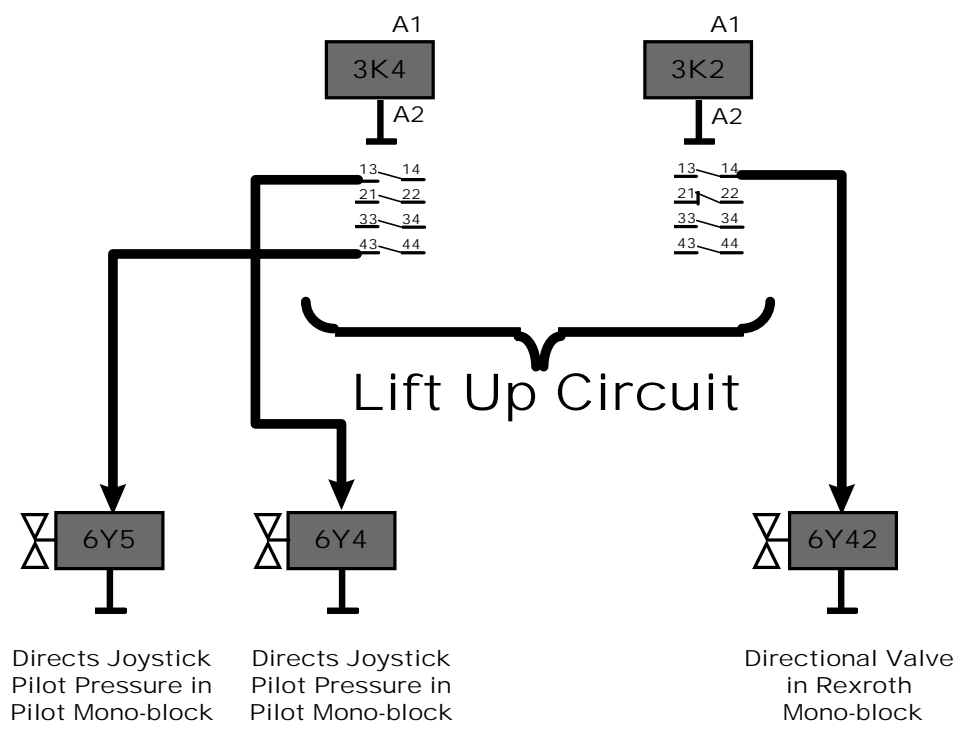 A1 A1
3K4 3K2
A2 A2
13 14 13 14
21 22 21 22
33 34 33 34
43 44 43 44
Lift Up Circuit
6Y5 6Y4 6Y42
Directs Joystick Directs Joystick Directional Valve
Pilot Pressure in Pilot Pressure in in Rexroth
Pilot Mono-block Pilot Mono-block Mono-block